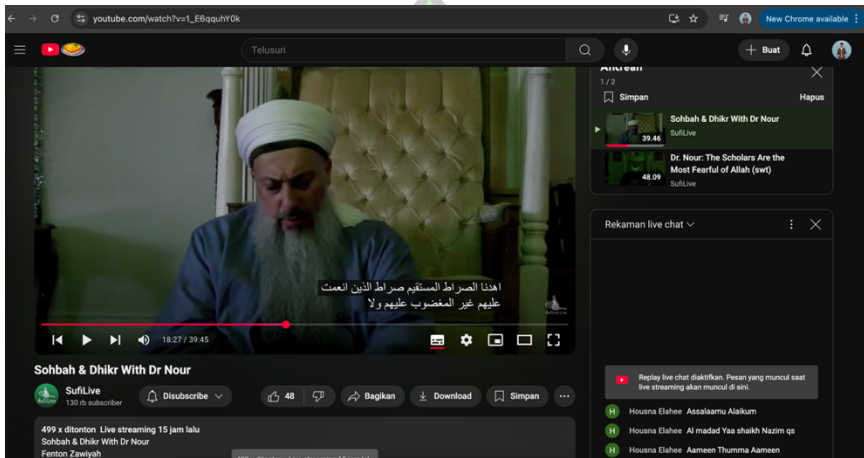 youtube.com/watch?v=1_E6qquhY0k
New Chrome available
Telusuri
Buat
Antrean
1 / 2
Simpan
Hapus
Sohbah & Dhikr With Dr Nour
SufiLive
39.46
Dr. Nour: The Scholars Are the
Most Fearful of Allah (swt)
SufiLive
48.09
Rekaman live chat
اهدنا الصراط المستقيم صراط الذين انعمت
عليهم غير المغضوب عليهم ولا
18:27 / 39:45
Sohbah & Dhikr With Dr Nour
SufiLive
130 rb subscriber
Disubscribe
48
Bagikan
Download
Simpan
499 x ditonton Live streaming 15 jam lalu
Sohbah & Dhikr With Dr Nour
Fenton Zawiyah
Replay live chat diaktifkan. Pesan yang muncul saat
live streaming akan muncul di sini.
H Housna Elahee Assalaamu Alaikum
H Housna Elahee Al madad Yaa shaikh Nazim qs
H Housna Elahee Aameen Thumma Aameen